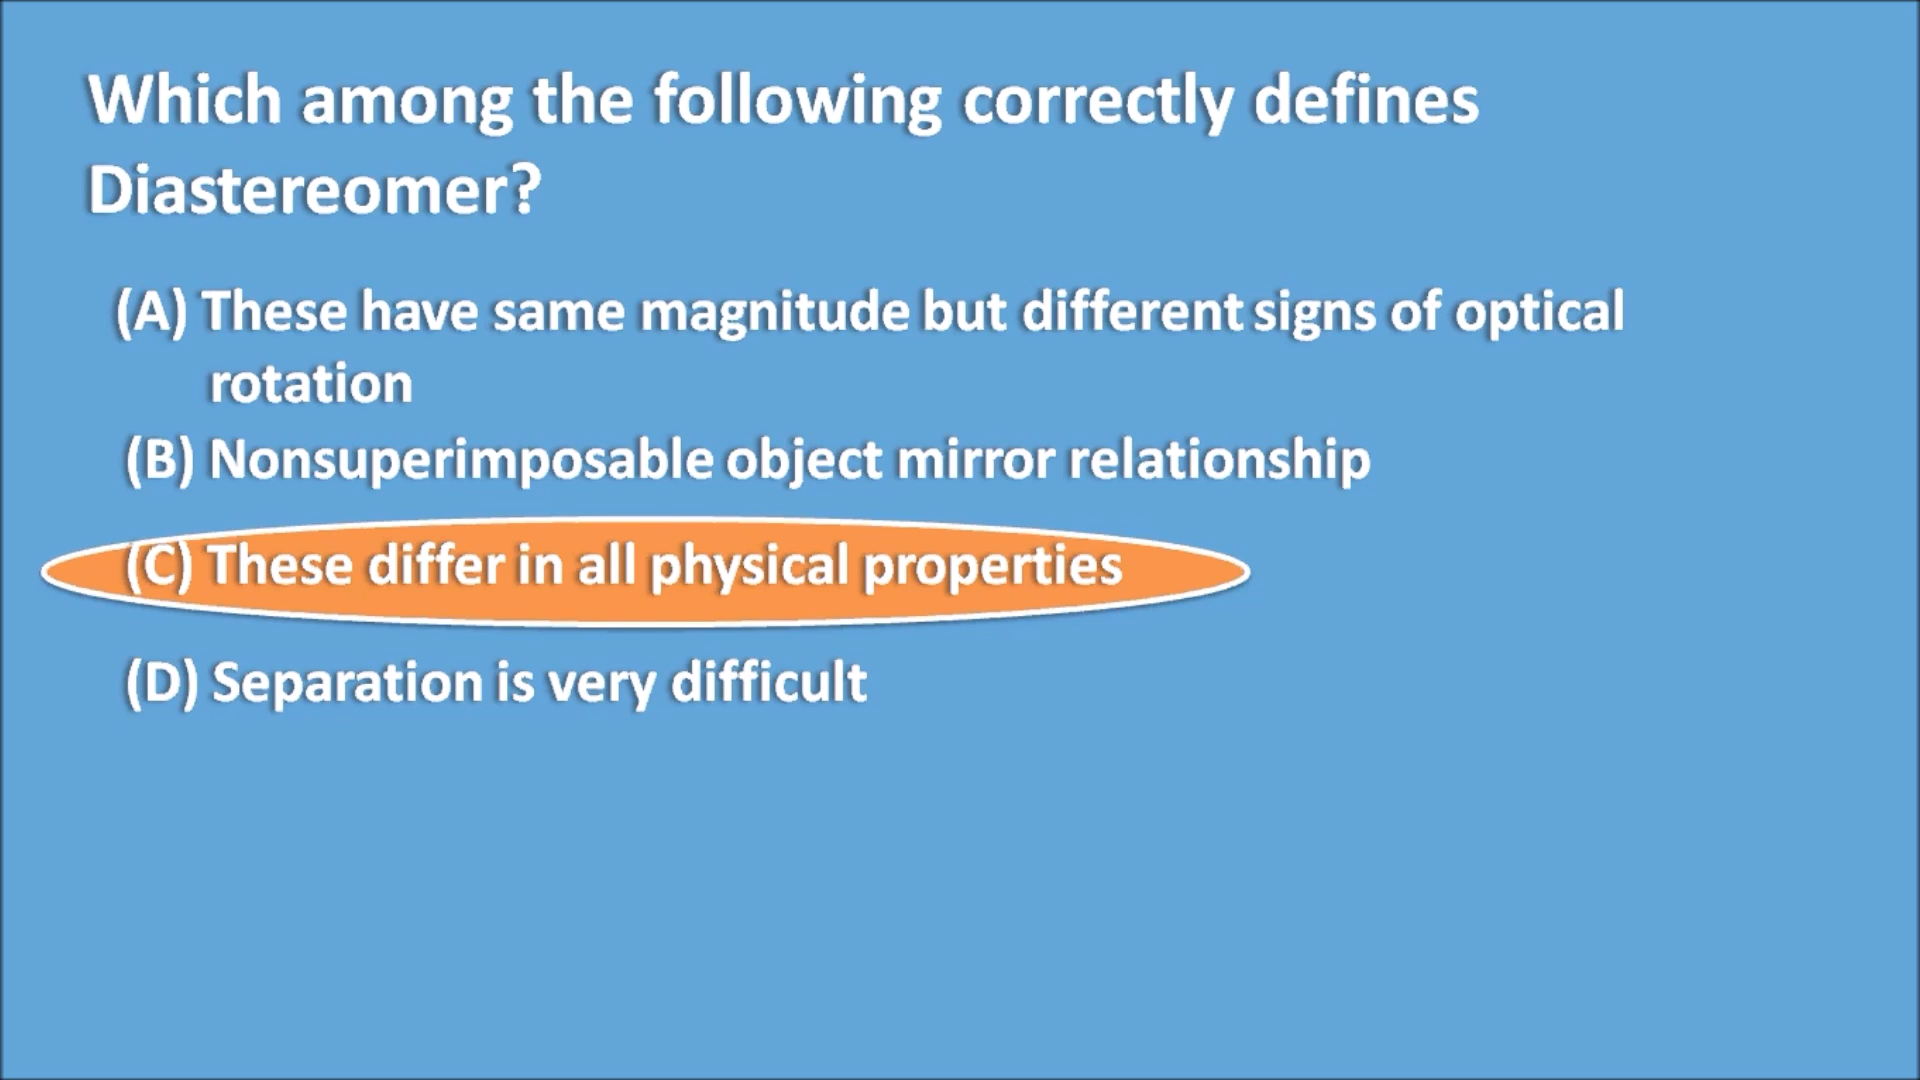 Which among the following correctly defines
Diastereomer?
(A) These have same magnitude but different signs of optical
rotation
(B) Nonsuperimposable object mirror relationship
(C) These differ in all physical properties
(D) Separation is very difficult